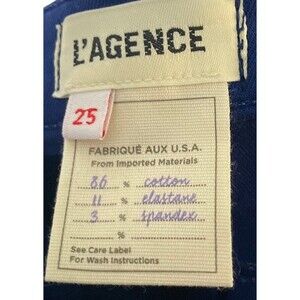 L'AGENCE
25
FABRIQUÉ AUX U.S.A.
From Imported Materials
86 % cotton
11 % elastane
3 % spandex
%
See Care Label
For Wash Instructions